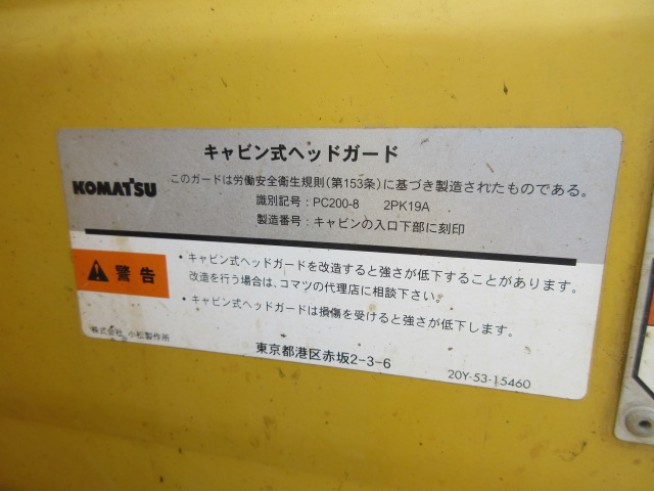 キャビン式ヘッドガード
KOMATSU
このガードは労働安全衛生規則(第153条)に基づき製造されたものである。
識別記号:PC200-8 2PK19A
製造番号:キャビンの入口下部に刻印
警告
・キャビン式ヘッドガードを改造すると強さが低下することがあります。
改造を行う場合は、コマツの代理店に相談下さい。
・キャビン式ヘッドガードは損傷を受けると強さが低下します。
株式会社 小松製作所
東京都港区赤坂2-3-6
20Y-53-15460